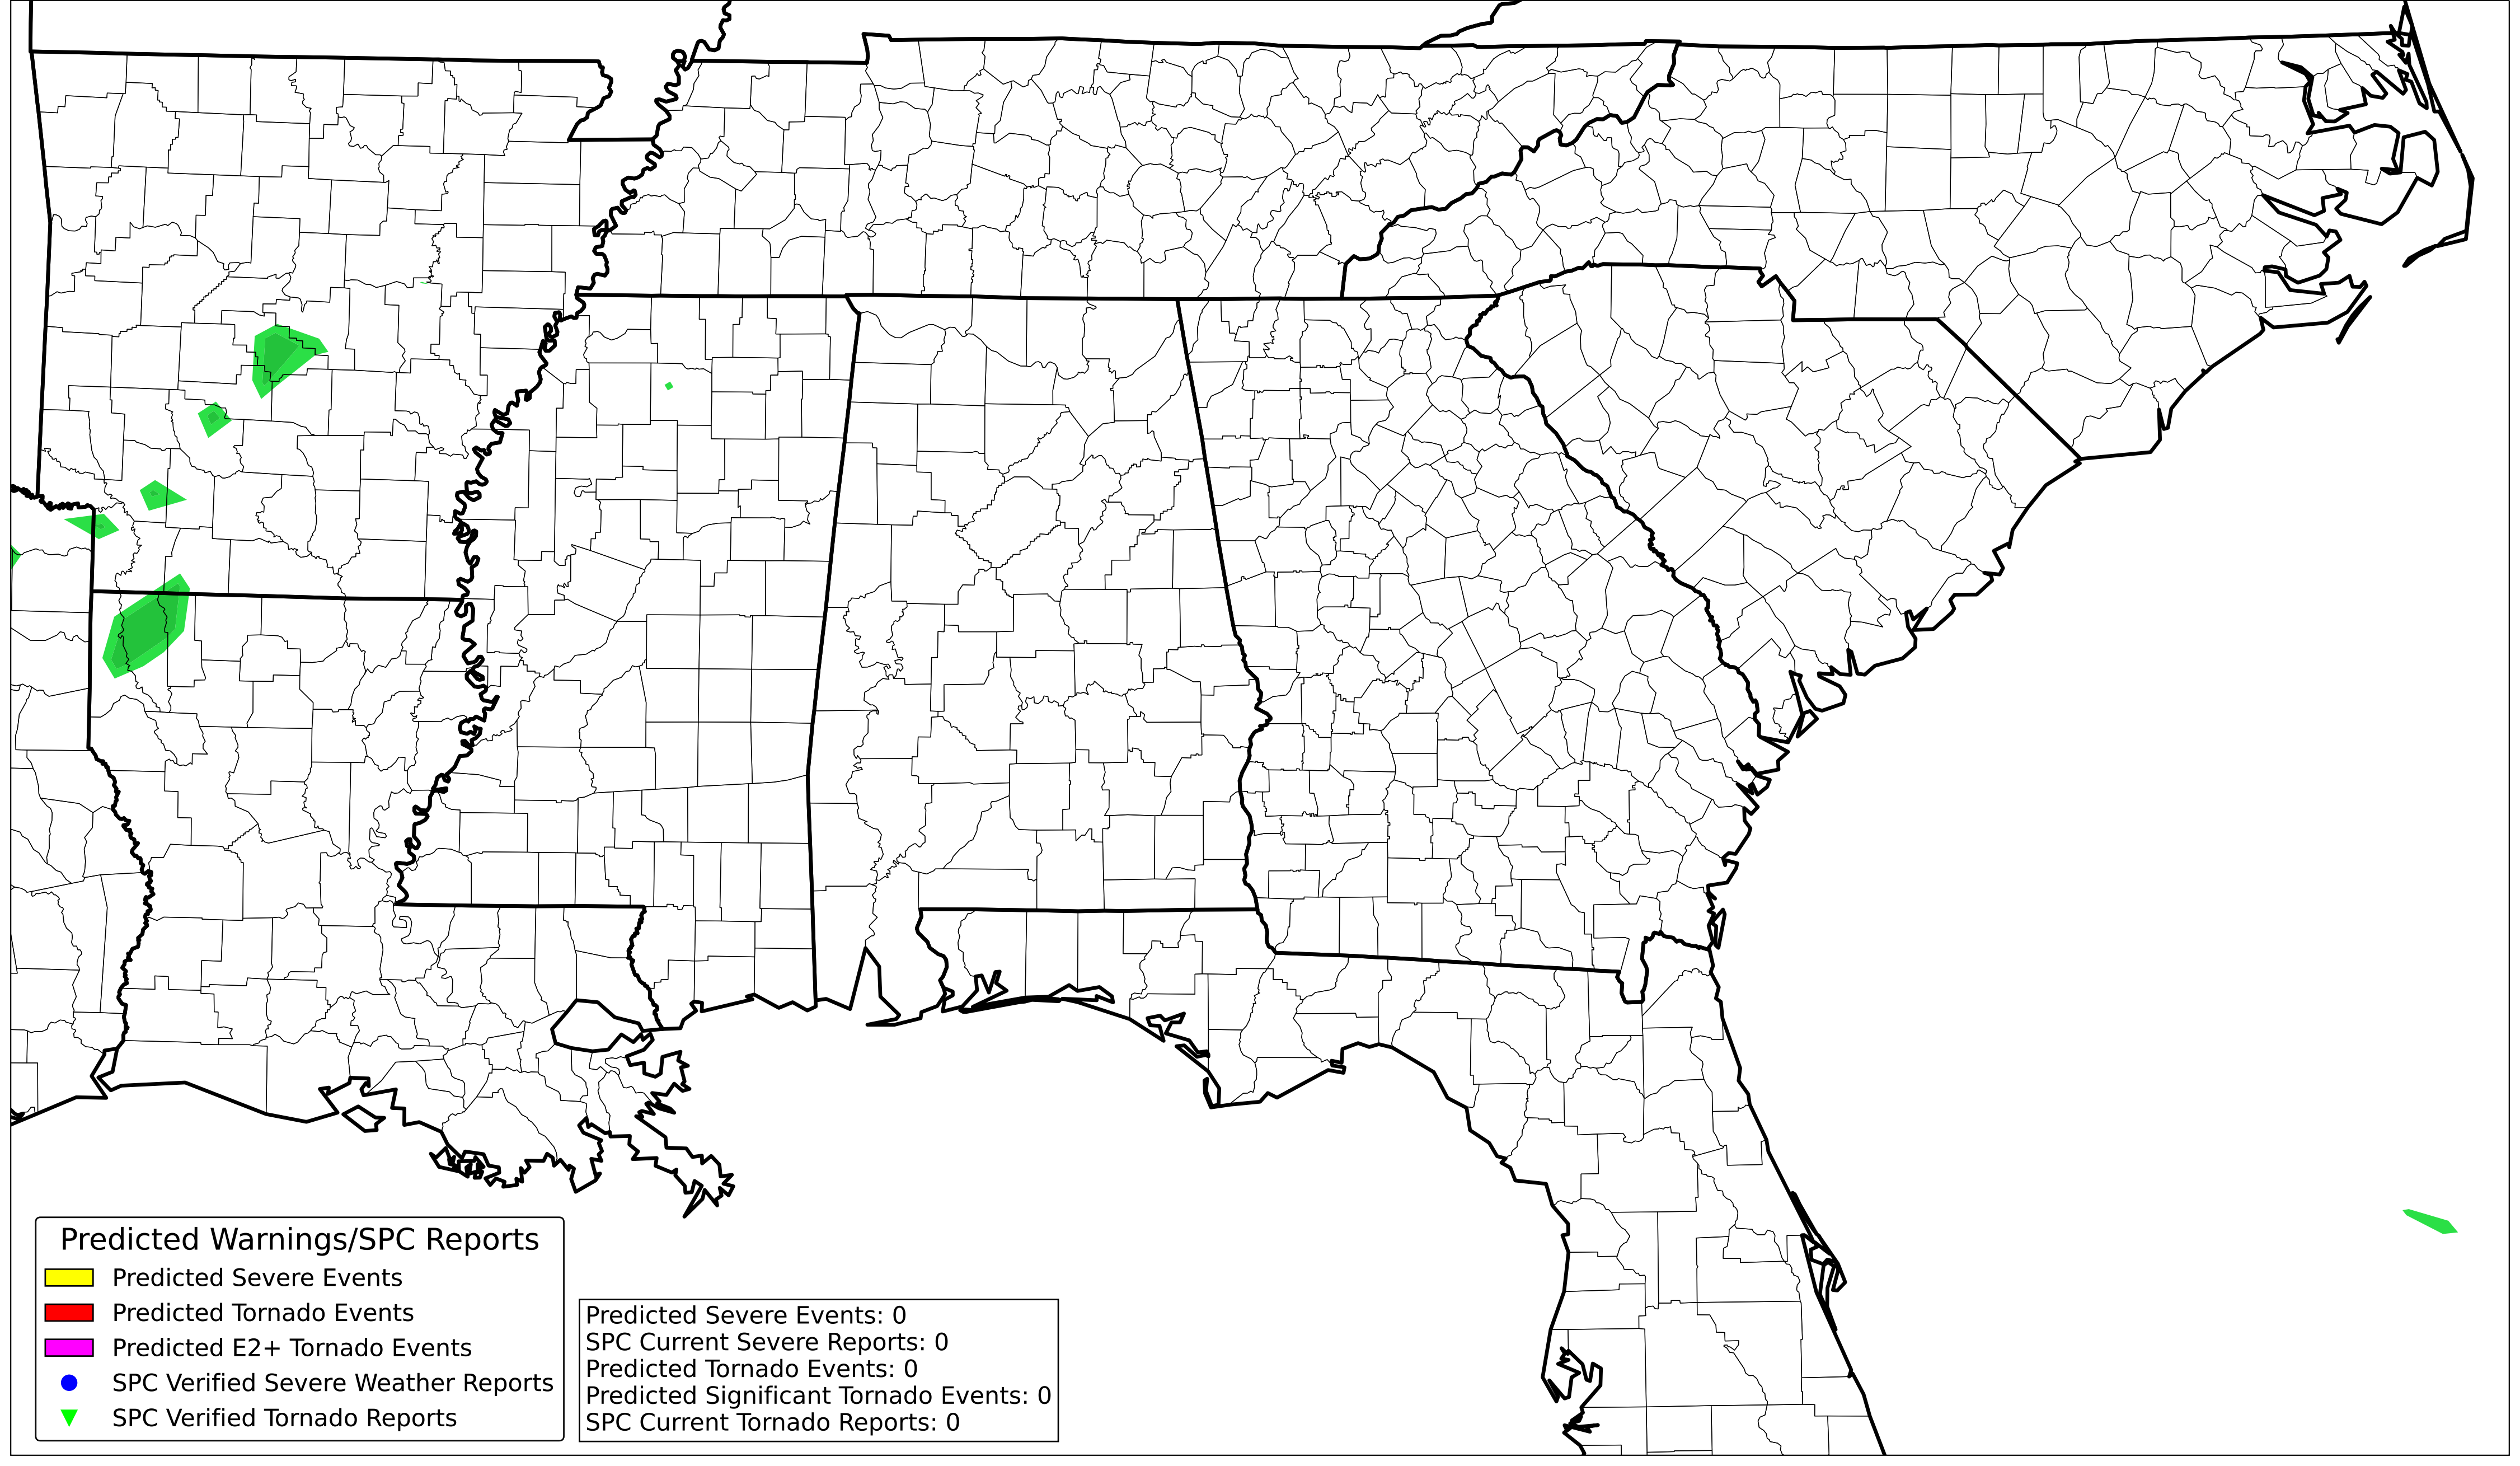 Predicted Warnings/SPC Reports
Predicted Severe Events
Predicted Tornado Events
Predicted E2+ Tornado Events
SPC Verified Severe Weather Reports
SPC Verified Tornado Reports
Predicted Severe Events: 0
SPC Current Severe Reports: 0
Predicted Tornado Events: 0
Predicted Significant Tornado Events: 0
SPC Current Tornado Reports: 0